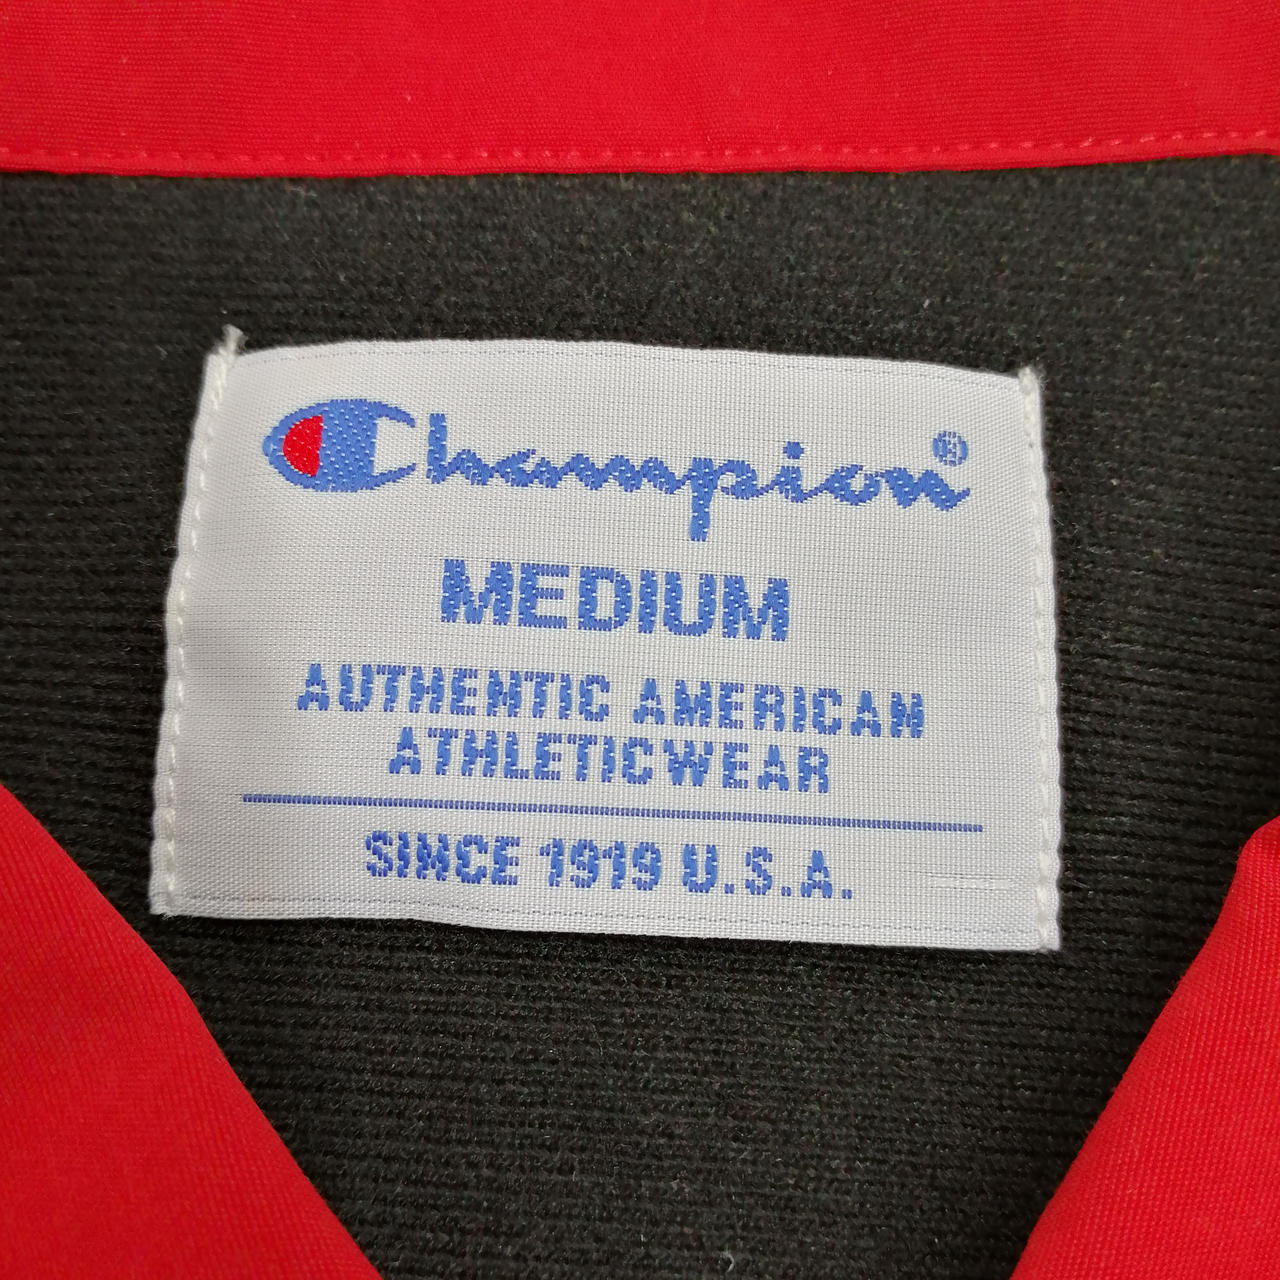 Champion®
MEDIUM
AUTHENTIC AMERICAN
ATHLETICWEAR
SINCE 1919 U.S.A.